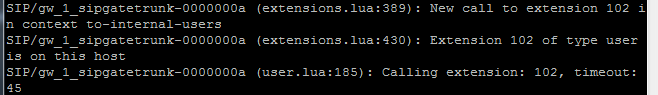 SIP/gw_1_sipgatetrunk-0000000a (extensions.lua:389): New call to extension 102 i
n context to-internal-users
SIP/gw_1_sipgatetrunk-0000000a (extensions.lua:430): Extension 102 of type user
is on this host
SIP/gw_1_sipgatetrunk-0000000a (user.lua:185): Calling extension: 102, timeout:
45